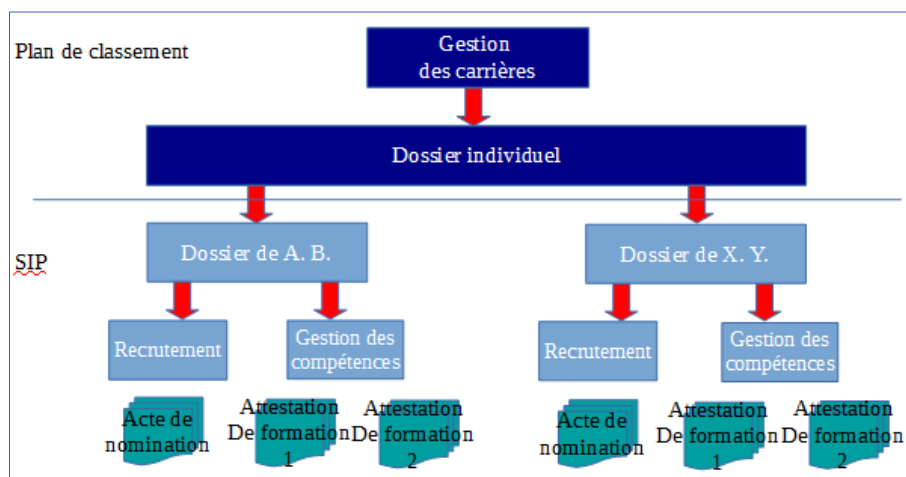 Plan de classement
Gestion
des carrières
Dossier individuel
SIP
Dossier de A. B.
Dossier de X. Y.
Recrutement
Gestion des
compétences
Recrutement
Gestion des
compétences
Acte de
nomination
Attestation
De formation
1
Attestation
De formation
2
Acte de
nomination
Attestation
De formation
1
Attestation
De formation
2